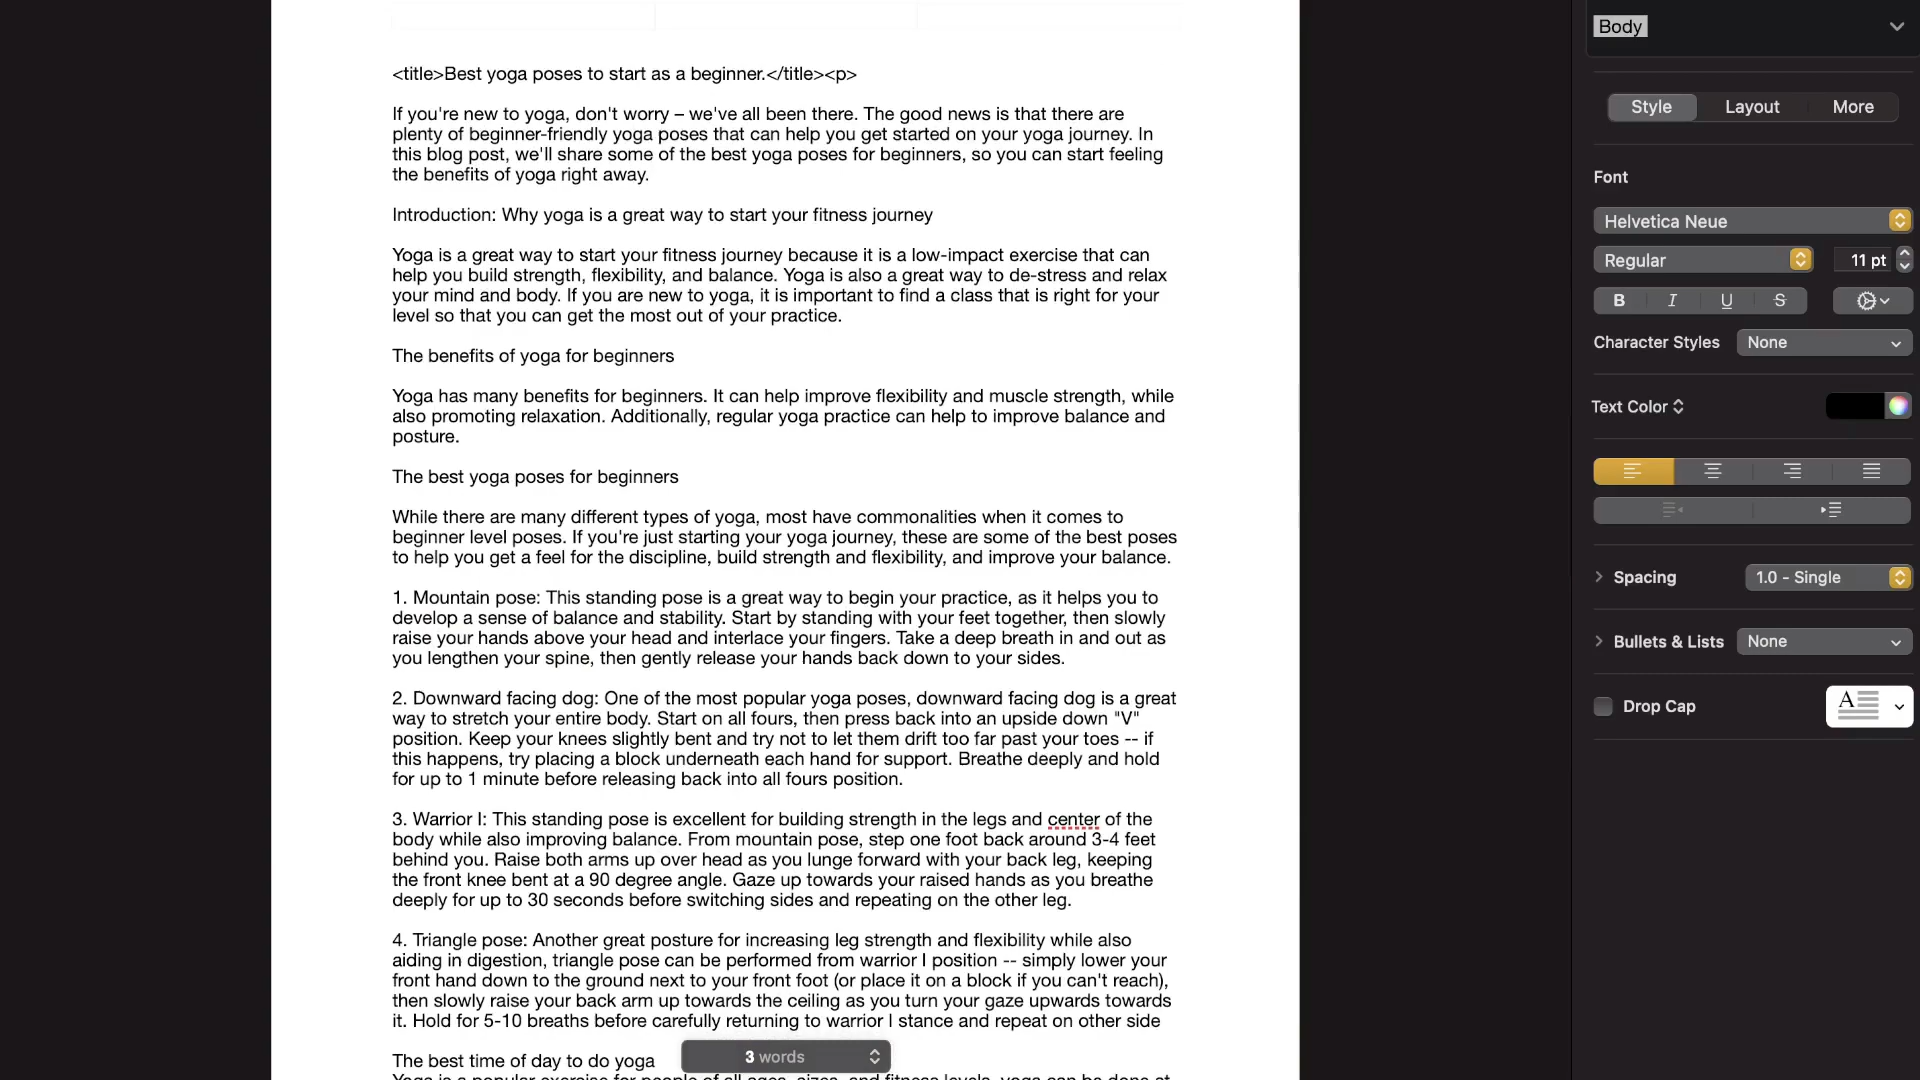 <title>Best yoga poses to start as a beginner.</title><p>
If you're new to yoga, don't worry – we've all been there. The good news is that there are
plenty of beginner-friendly yoga poses that can help you get started on your yoga journey. In
this blog post, we'll share some of the best yoga poses for beginners, so you can start feeling
the benefits of yoga right away.
Introduction: Why yoga is a great way to start your fitness journey
Yoga is a great way to start your fitness journey because it is a low-impact exercise that can
help you build strength, flexibility, and balance. Yoga is also a great way to de-stress and relax
your mind and body. If you are new to yoga, it is important to find a class that is right for your
level so that you can get the most out of your practice.
The benefits of yoga for beginners
Yoga has many benefits for beginners. It can help improve flexibility and muscle strength, while
also promoting relaxation. Additionally, regular yoga practice can help to improve balance and
posture.
The best yoga poses for beginners
While there are many different types of yoga, most have commonalities when it comes to
beginner level poses. If you're just starting your yoga journey, these are some of the best poses
to help you get a feel for the discipline, build strength and flexibility, and improve your balance.
1. Mountain pose: This standing pose is a great way to begin your practice, as it helps you to
develop a sense of balance and stability. Start by standing with your feet together, then slowly
raise your hands above your head and interlace your fingers. Take a deep breath in and out as
you lengthen your spine, then gently release your hands back down to your sides.
2. Downward facing dog: One of the most popular yoga poses, downward facing dog is a great
way to stretch your entire body. Start on all fours, then press back into an upside down "V"
position. Keep your knees slightly bent and try not to let them drift too far past your toes -- if
this happens, try placing a block underneath each hand for support. Breathe deeply and hold
for up to 1 minute before releasing back into all fours position.
3. Warrior I: This standing pose is excellent for building strength in the legs and center of the
body while also improving balance. From mountain pose, step one foot back around 3-4 feet
behind you. Raise both arms up over head as you lunge forward with your back leg, keeping
the front knee bent at a 90 degree angle. Gaze up towards your raised hands as you breathe
deeply for up to 30 seconds before switching sides and repeating on the other leg.
4. Triangle pose: Another great posture for increasing leg strength and flexibility while also
aiding in digestion, triangle pose can be performed from warrior I position -- simply lower your
front hand down to the ground next to your front foot (or place it on a block if you can't reach),
then slowly raise your back arm up towards the ceiling as you turn your gaze upwards towards
it. Hold for 5-10 breaths before carefully returning to warrior I stance and repeat on other side
The best time of day to do yoga
Yoga is a popular exercise for people of all ages, sizes, and fitness levels. yoga can be done at
3 words
Body
Style Layout More
Font
Helvetica Neue
Regular 11 pt
B I U S
Character Styles None
Text Color
Spacing 1.0 - Single
Bullets & Lists None
Drop Cap A